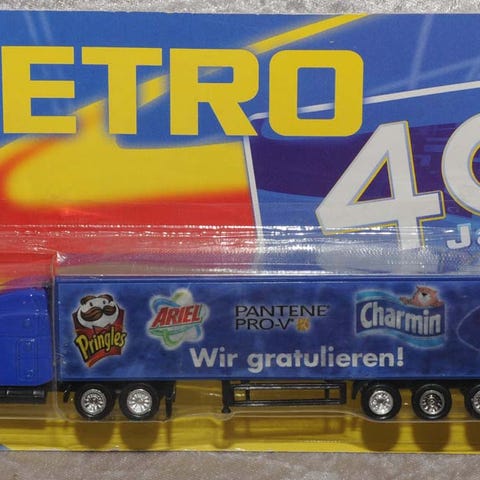 ETRO
4
Pringles
ARIEL
PANTENE
PRO-V
Charmin
Wir gratulieren!